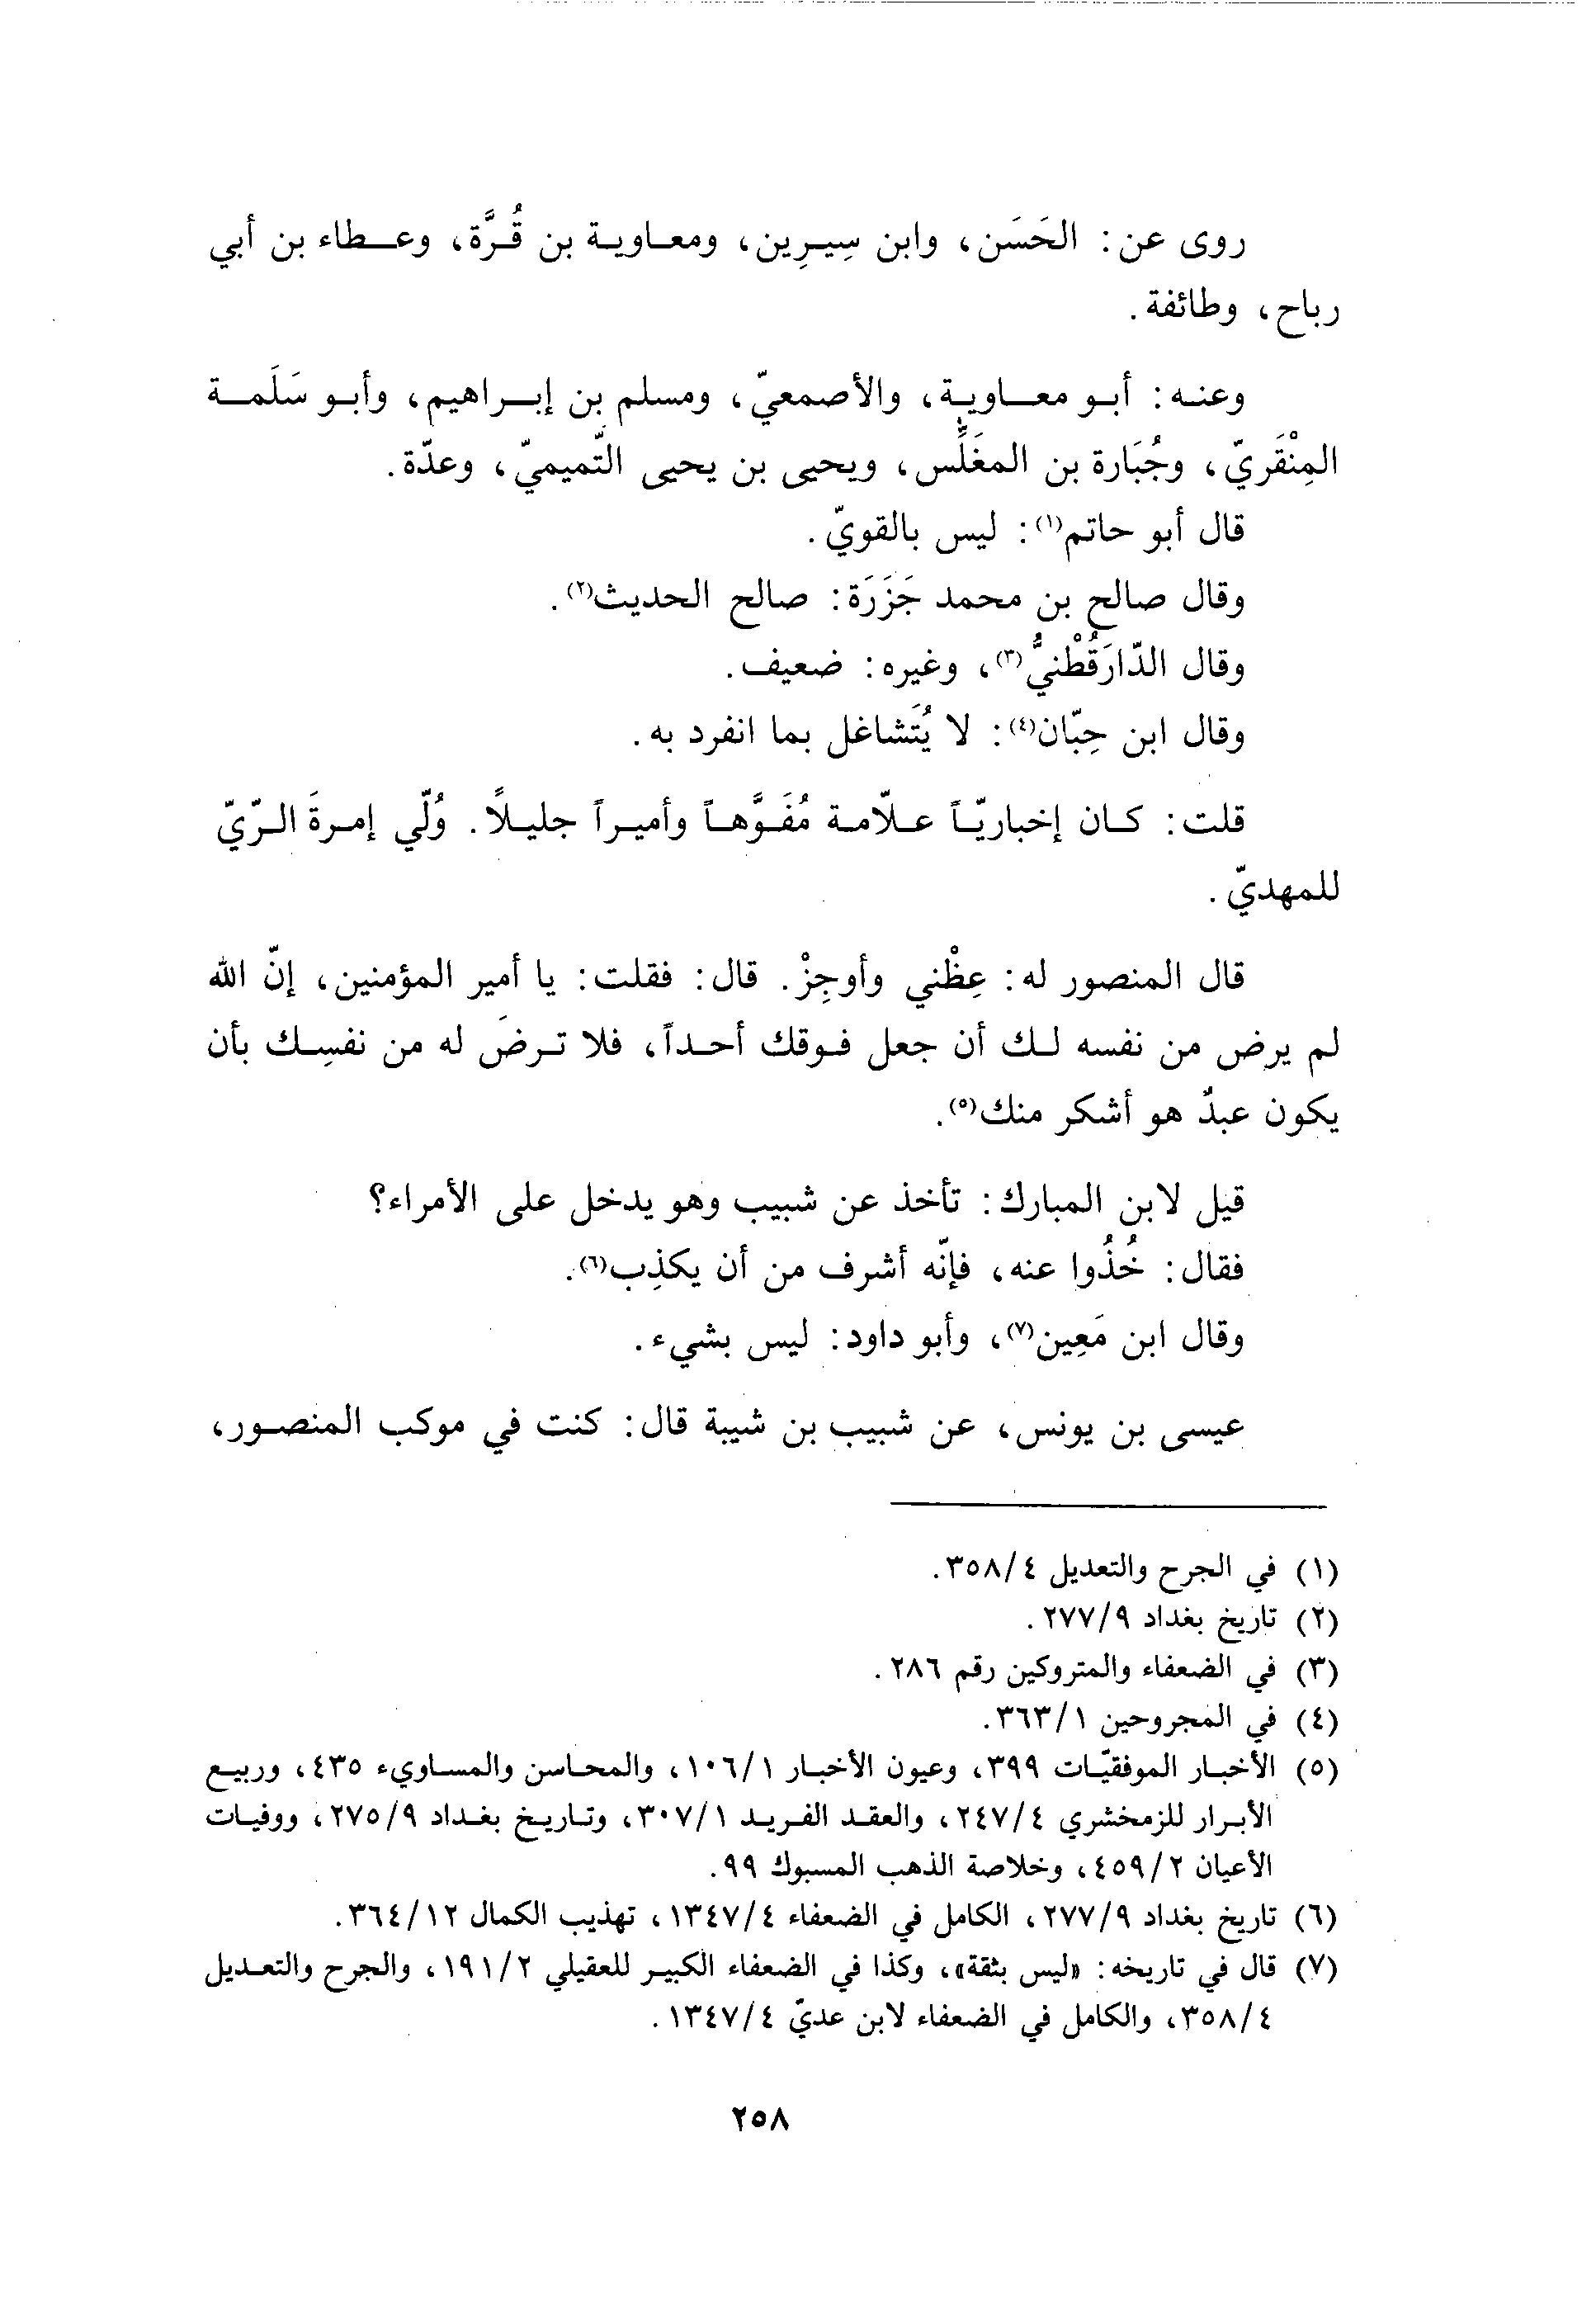 روى عن: الحَسَن، وابن سِيرِين، ومعاوية بن قُرَّة، وعطاء بن أبي
رباح، وطائفة.
وعنه: أبو معاوية، والأصمعيّ، ومسلم بن إبراهيم، وأبو سَلَمة
المِنْقَريّ، وجُبَارة بن المغَلِّس، ويحيى بن يحيى التّميميّ، وعدّة.
قال أبو حاتم(١): ليس بالقويّ.
وقال صالح بن محمد جَزَرَة: صالح الحديث(٢).
وقال الدّارَقُطْنيُّ(٣)، وغيره: ضعيف.
وقال ابن حِبّان(٤): لا يُتَشاغل بما انفرد به.
قلت: كان إخباريّاً علّامة مُفَوَّهاً وأميراً جليلاً. وُلّي إمرةَ الرّيّ
للمهديّ.
قال المنصور له: عِظْني وأوجِزْ. قال: فقلت: يا أمير المؤمنين، إنّ الله
لم يرض من نفسه لك أن جعل فوقك أحداً، فلا ترضَ له من نفسِك بأن
يكون عبدٌ هو أشكر منك(٥).
قيل لابن المبارك: تأخذ عن شبيب وهو يدخل على الأمراء؟
فقال: خُذُوا عنه، فإنّه أشرف من أن يكذِب(٦).
وقال ابن مَعِين(٧)، وأبو داود: ليس بشيء.
عيسى بن يونس، عن شبيب بن شيبة قال: كنت في موكب المنصور،
(١) في الجرح والتعديل ٣٥٨/٤.
(٢) تاريخ بغداد ٢٧٧/٩.
(٣) في الضعفاء والمتروكين رقم ٢٨٦.
(٤) في المجروحين ٣٦٣/١.
(٥) الأخبار الموفقيّات ٣٩٩، وعيون الأخبار ١٠٦/١، والمحاسن والمساويء ٤٣٥، وربيع
الأبرار للزمخشري ٢٤٧/٤، والعقد الفريد ٣٠٧/١، وتاريخ بغداد ٢٧٥/٩، ووفيات
الأعيان ٤٥٩/٢، وخلاصة الذهب المسبوك ٩٩.
(٦) تاريخ بغداد ٢٧٧/٩، الكامل في الضعفاء ١٣٤٧/٤، تهذيب الكمال ٣٦٤/١٢.
(٧) قال في تاريخه: «ليس بثقة»، وكذا في الضعفاء الكبير للعقيلي ١٩١/٢، والجرح والتعديل
٣٥٨/٤، والكامل في الضعفاء لابن عديّ ١٣٤٧/٤.
٢٥٨